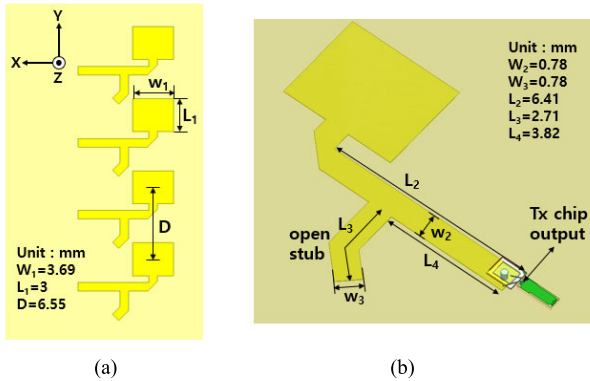 Y
X
Z
W₁
L₁
D
Unit : mm
W₁=3.69
L₁=3
D=6.55
(a)
Unit : mm
W₂=0.78
W₃=0.78
L₂=6.41
L₃=2.71
L₄=3.82
L₂
L₃
W₂
open
stub
L₄
W₃
Tx chip
output
(b)